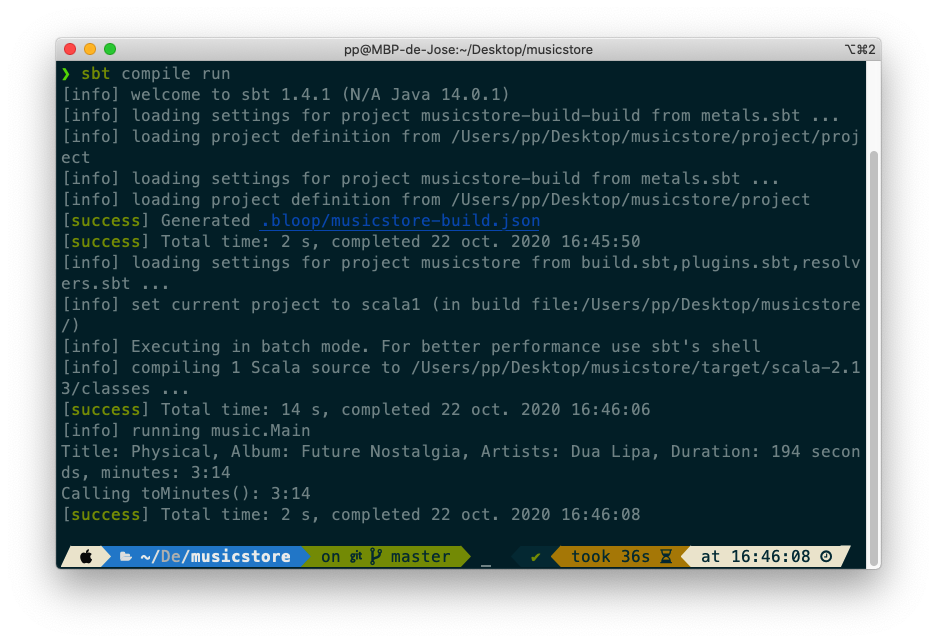 pp@MBP-de-Jose:~/Desktop/musicstore ⌥⌘2
❯ sbt compile run
[info] welcome to sbt 1.4.1 (N/A Java 14.0.1)
[info] loading settings for project musicstore-build-build from metals.sbt ...
[info] loading project definition from /Users/pp/Desktop/musicstore/project/proj
ect
[info] loading settings for project musicstore-build from metals.sbt ...
[info] loading project definition from /Users/pp/Desktop/musicstore/project
[success] Generated .bloop/musicstore-build.json
[success] Total time: 2 s, completed 22 oct. 2020 16:45:50
[info] loading settings for project musicstore from build.sbt,plugins.sbt,resolv
ers.sbt ...
[info] set current project to scala1 (in build file:/Users/pp/Desktop/musicstore
/)
[info] Executing in batch mode. For better performance use sbt's shell
[info] compiling 1 Scala source to /Users/pp/Desktop/musicstore/target/scala-2.1
3/classes ...
[success] Total time: 14 s, completed 22 oct. 2020 16:46:06
[info] running music.Main
Title: Physical, Album: Future Nostalgia, Artists: Dua Lipa, Duration: 194 secon
ds, minutes: 3:14
Calling toMinutes(): 3:14
[success] Total time: 2 s, completed 22 oct. 2020 16:46:08
~/De/musicstore on git master _ ✔ took 36s at 16:46:08